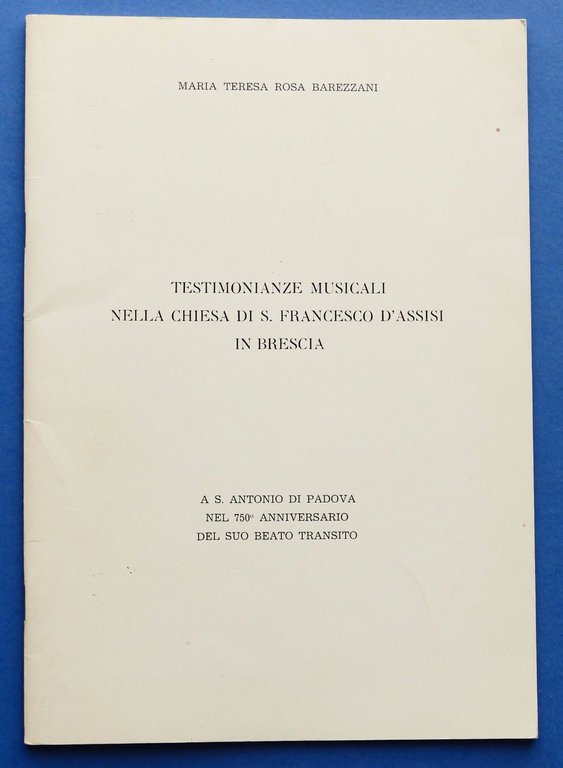 MARIA TERESA ROSA BAREZZANI
TESTIMONIANZE MUSICALI
NELLA CHIESA DI S. FRANCESCO D'ASSISI
IN BRESCIA
A S. ANTONIO DI PADOVA
NEL 750° ANNIVERSARIO
DEL SUO BEATO TRANSITO